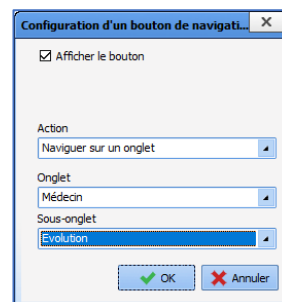 Configuration d'un bouton de navigati...
Afficher le bouton
Action
Naviguer sur un onglet
Onglet
Médecin
Sous-onglet
Evolution
OK
Annuler